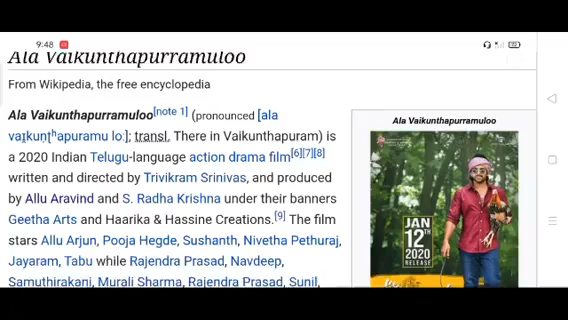 9:48
Ala Vaikunthapurramuloo
From Wikipedia, the free encyclopedia
Ala Vaikunthapurramuloo[note 1] (pronounced [ala
Ala Vaikunthapurramuloo
transl. There in Vaikunthapuram) is
a 2020 Indian Telugu-language action drama film[6][7][8]
written and directed by Trivikram Srinivas, and produced
by Allu Aravind and S. Radha Krishna under their banners
Geetha Arts and Haarika & Hassine Creations.[9] The film
stars Allu Arjun, Pooja Hegde, Sushanth, Nivetha Pethuraj,
Jayaram, Tabu while Rajendra Prasad, Navdeep,
Samuthirakani, Murali Sharma, Rajendra Prasad, Sunil,
JAN
12TH
2020
RELEASE